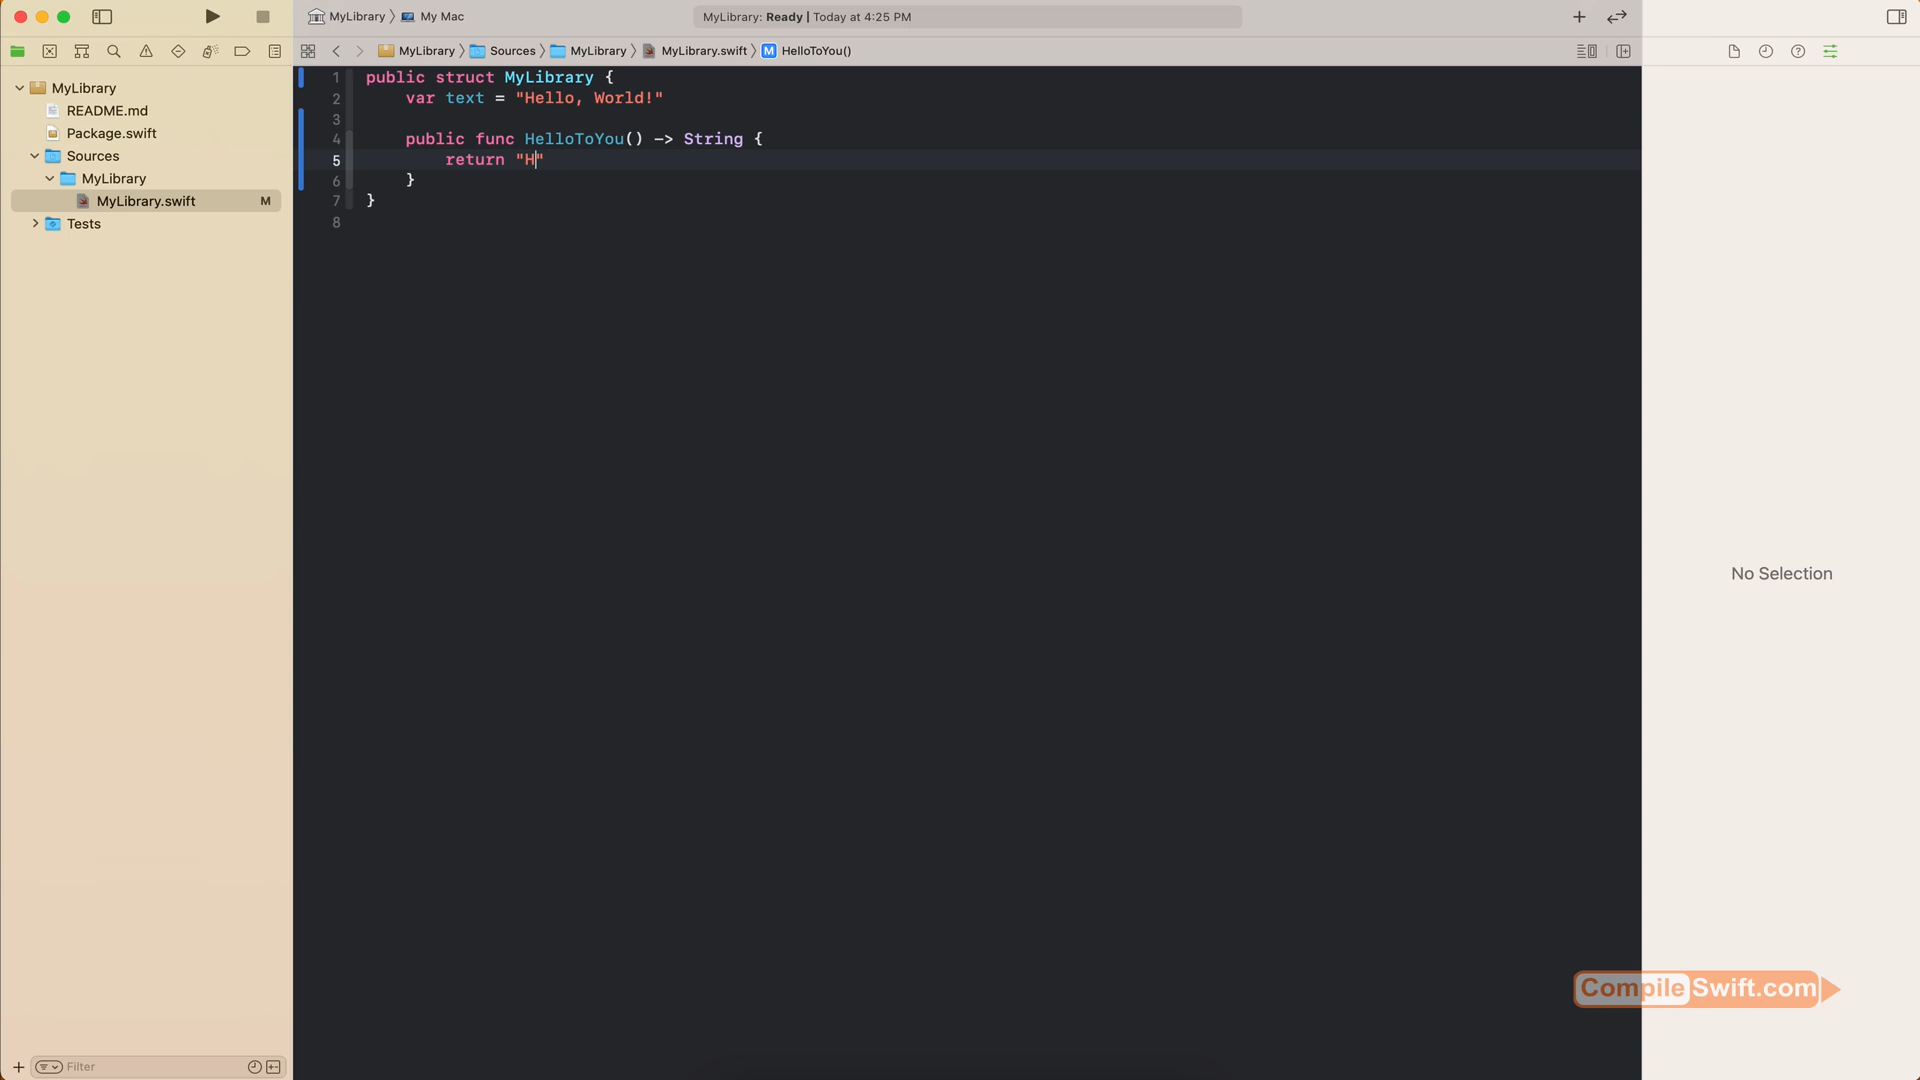 MyLibrary 〉 My Mac
MyLibrary: Ready | Today at 4:25 PM
MyLibrary 〉 Sources 〉 MyLibrary 〉 MyLibrary.swift 〉 M HelloToYou()
MyLibrary
README.md
Package.swift
Sources
MyLibrary
MyLibrary.swift M
Tests
1 public struct MyLibrary {
2 var text = "Hello, World!"
3
4 public func HelloToYou() -> String {
5 return "H"
6 }
7 }
8
No Selection
CompileSwift.com
Filter